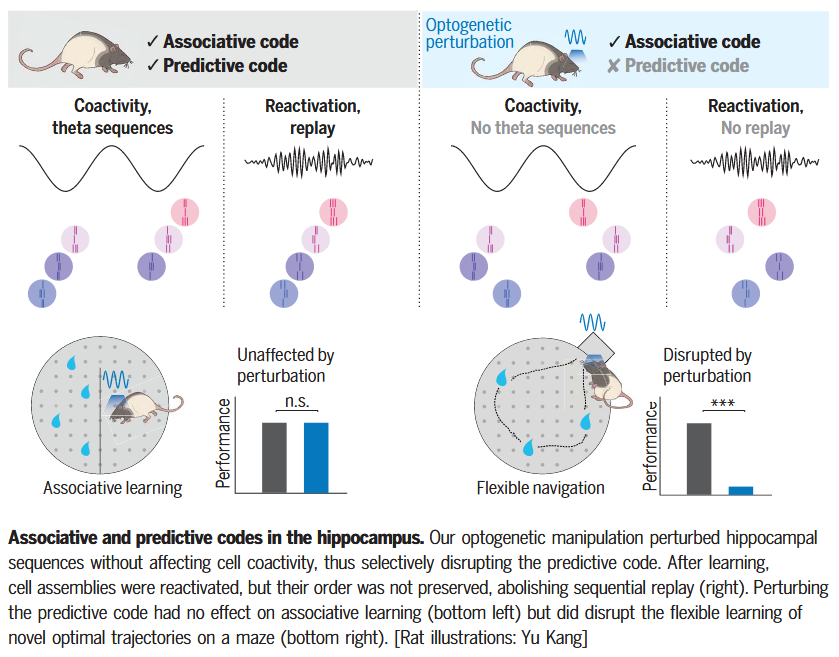 ✓ Associative code
✓ Predictive code
Optogenetic
perturbation
✓ Associative code
✘ Predictive code
Coactivity,
theta sequences
Reactivation,
replay
Coactivity,
No theta sequences
Reactivation,
No replay
Associative learning
Unaffected by
perturbation
n.s.
Performance
Flexible navigation
Disrupted by
perturbation
***
Performance
Associative and predictive codes in the hippocampus. Our optogenetic manipulation perturbed hippocampal
sequences without affecting cell coactivity, thus selectively disrupting the predictive code. After learning,
cell assemblies were reactivated, but their order was not preserved, abolishing sequential replay (right). Perturbing
the predictive code had no effect on associative learning (bottom left) but did disrupt the flexible learning of
novel optimal trajectories on a maze (bottom right). [Rat illustrations: Yu Kang]